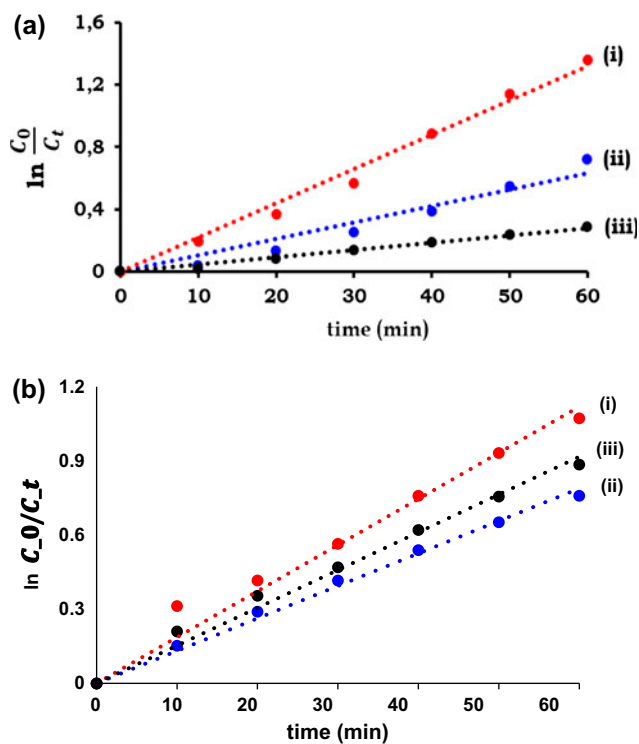 (a)
1,6
1,2
0,8
0,4
0
ln C₀/Cₜ
(i)
(ii)
(iii)
0 10 20 30 40 50 60
time (min)
(b)
1.2
0.9
0.6
0.3
0
ln C_0/C_t
(i)
(iii)
(ii)
0 10 20 30 40 50 60
time (min)